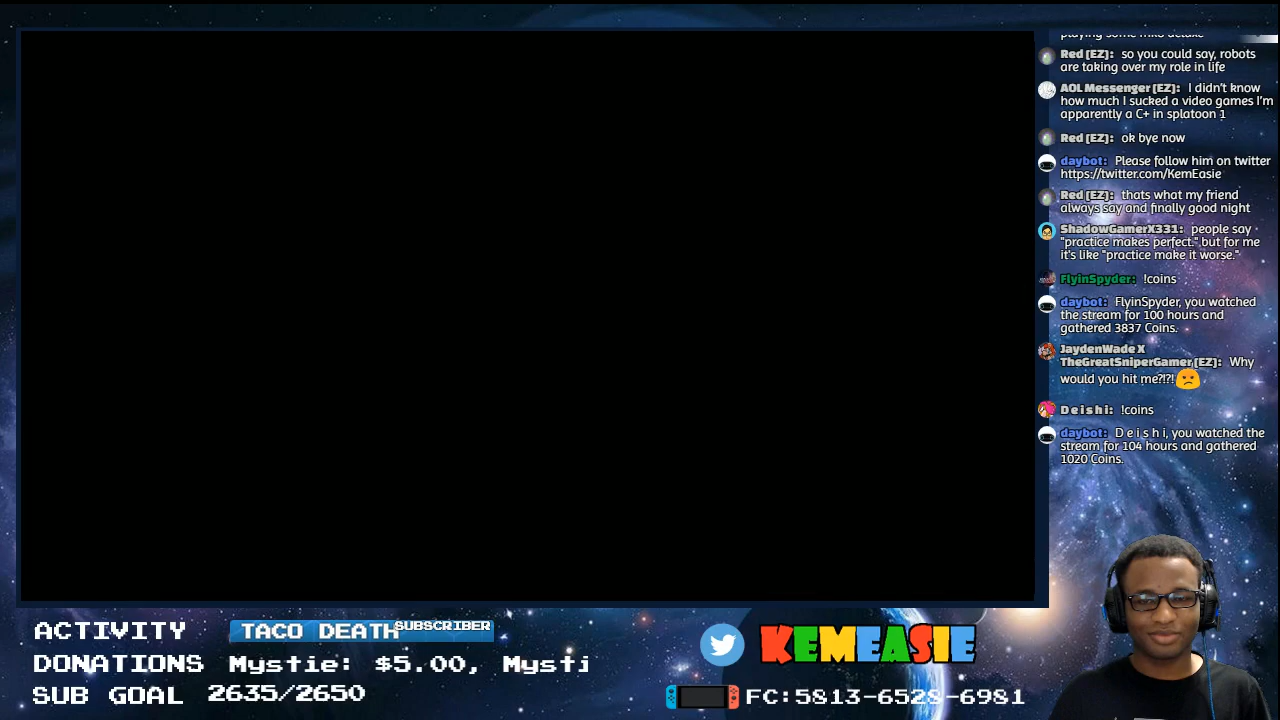 playing some mk8 deluxe
Red [EZ]: so you could say, robots
are taking over my role in life
AOL Messenger [EZ]: I didn't know
how much I sucked a video games I'm
apparently a C+ in splatoon 1
Red [EZ]: ok bye now
daybot: Please follow him on twitter
https://twitter.com/KemEasie
Red [EZ]: thats what my friend
always say and finally good night
ShadowGamerX331: people say
"practice makes perfect." but for me
it's like "practice make it worse."
FlyinSpyder: !coins
daybot: FlyinSpyder, you watched
the stream for 100 hours and
gathered 3837 Coins.
JaydenWade X
TheGreatSniperGamer [EZ]: Why
would you hit me?!?!
D e i s h i: !coins
daybot: D e i s h i, you watched the
stream for 104 hours and gathered
1020 Coins.
ACTIVITY TACO DEATH SUBSCRIBER
DONATIONS Mystie: $5.00, Mysti
SUB GOAL 2635/2650
KEMEASIE
FC:5813-6528-6981